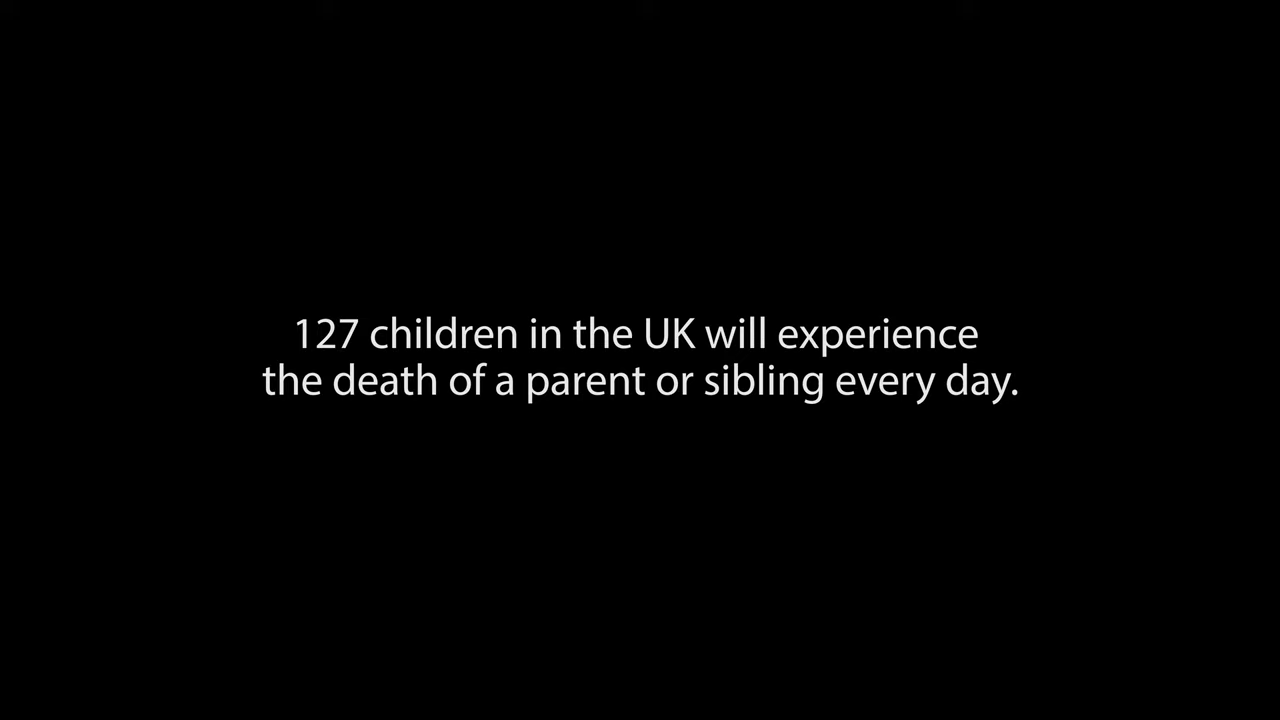 127 children in the UK will experience
the death of a parent or sibling every day.